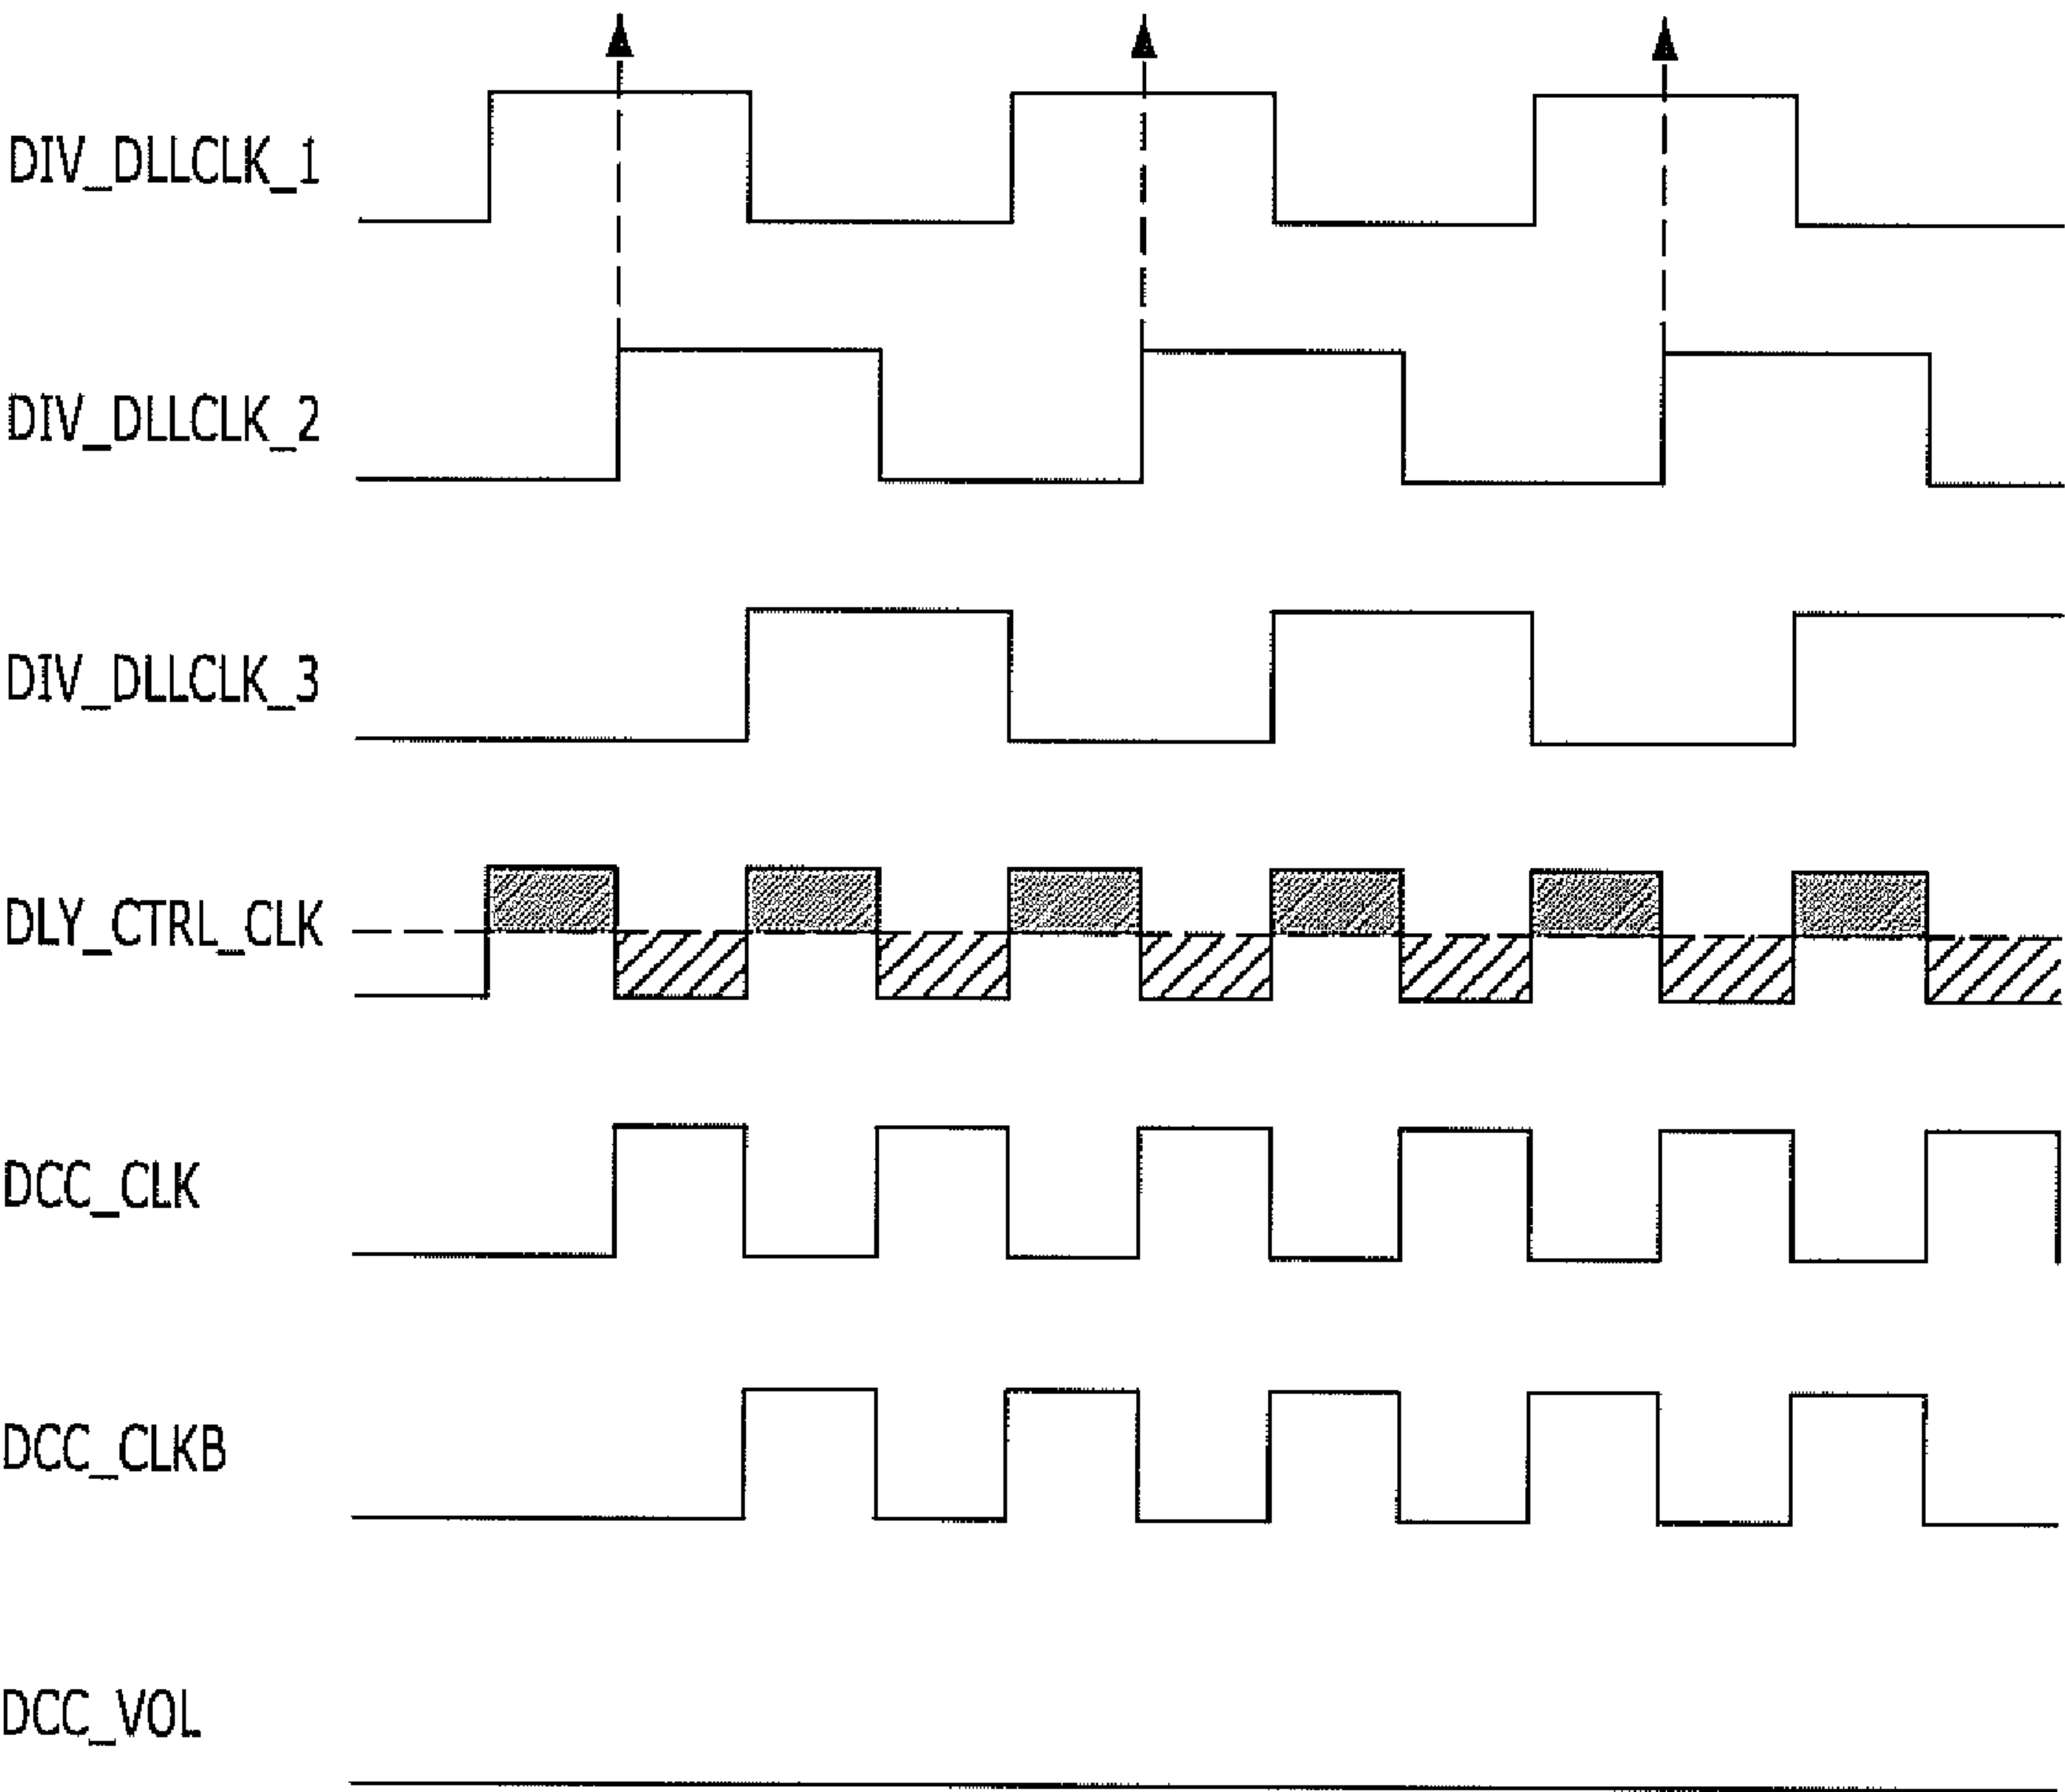 DIV_DLLCLK_1
DIV_DLLCLK_2
DIV_DLLCLK_3
DLY_CTRL_CLK
DCC_CLK
DCC_CLKB
DCC_VOL